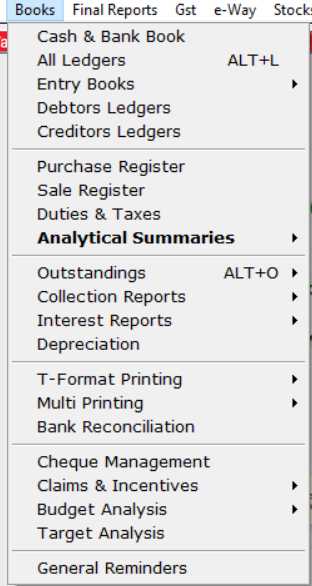 Books Final Reports Gst e-Way Stocks
Cash & Bank Book
All Ledgers ALT+L
Entry Books
Debtors Ledgers
Creditors Ledgers
Purchase Register
Sale Register
Duties & Taxes
Analytical Summaries
Outstandings ALT+O
Collection Reports
Interest Reports
Depreciation
T-Format Printing
Multi Printing
Bank Reconciliation
Cheque Management
Claims & Incentives
Budget Analysis
Target Analysis
General Reminders